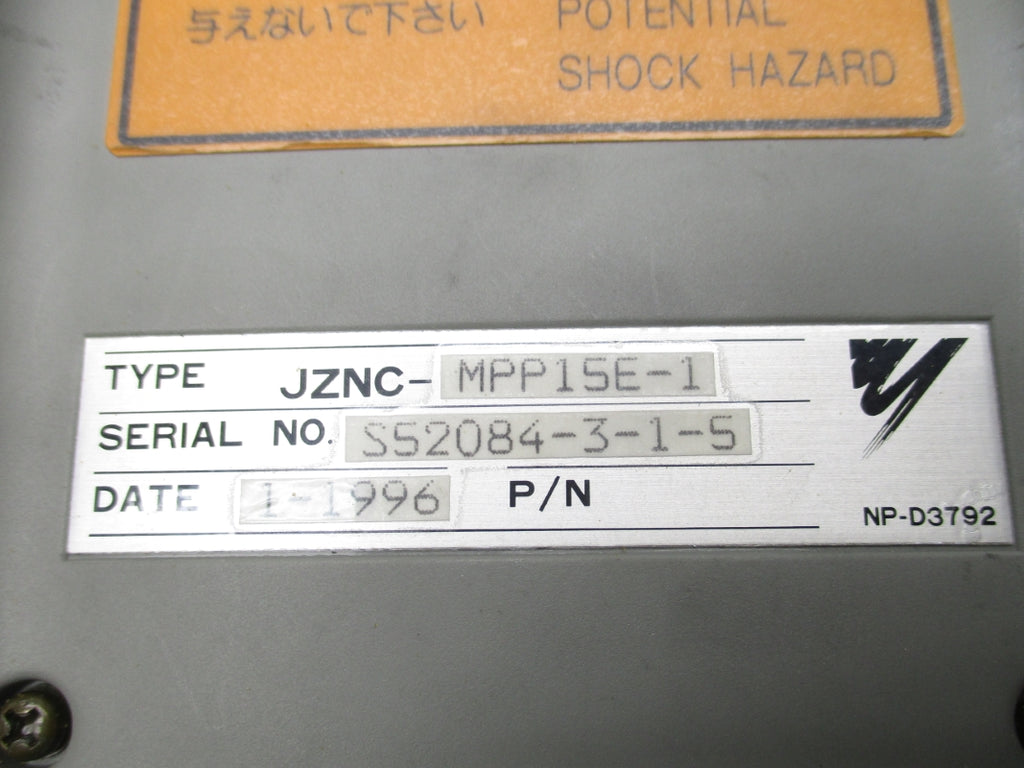 与えないで下さい
POTENTIAL
SHOCK HAZARD
TYPE JZNC-MPP1SE-1
SERIAL NO. S52084-3-1-S
DATE 1-1996 P/N
NP-D3792